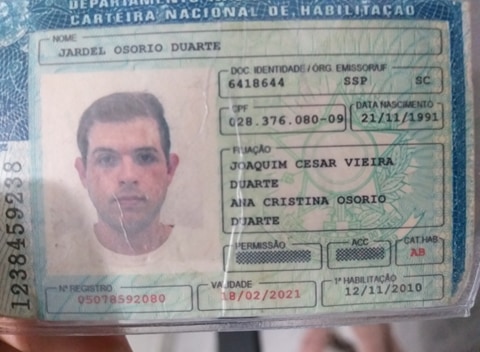 DEPARTAMENTO
CARTEIRA NACIONAL DE HABILITAÇÃO
NOME
JARDEL OSORIO DUARTE
DOC. IDENTIDADE / ÓRG. EMISSOR/UF
6418644 SSP SC
CPF
028.376.080-09
DATA NASCIMENTO
21/11/1991
FILIAÇÃO
JOAQUIM CESAR VIEIRA
DUARTE
ANA CRISTINA OSORIO
DUARTE
PERMISSÃO
ACC
CAT.HAB.
AB
Nº REGISTRO
05078592080
VALIDADE
18/02/2021
1ª HABILITAÇÃO
12/11/2010
1238459238